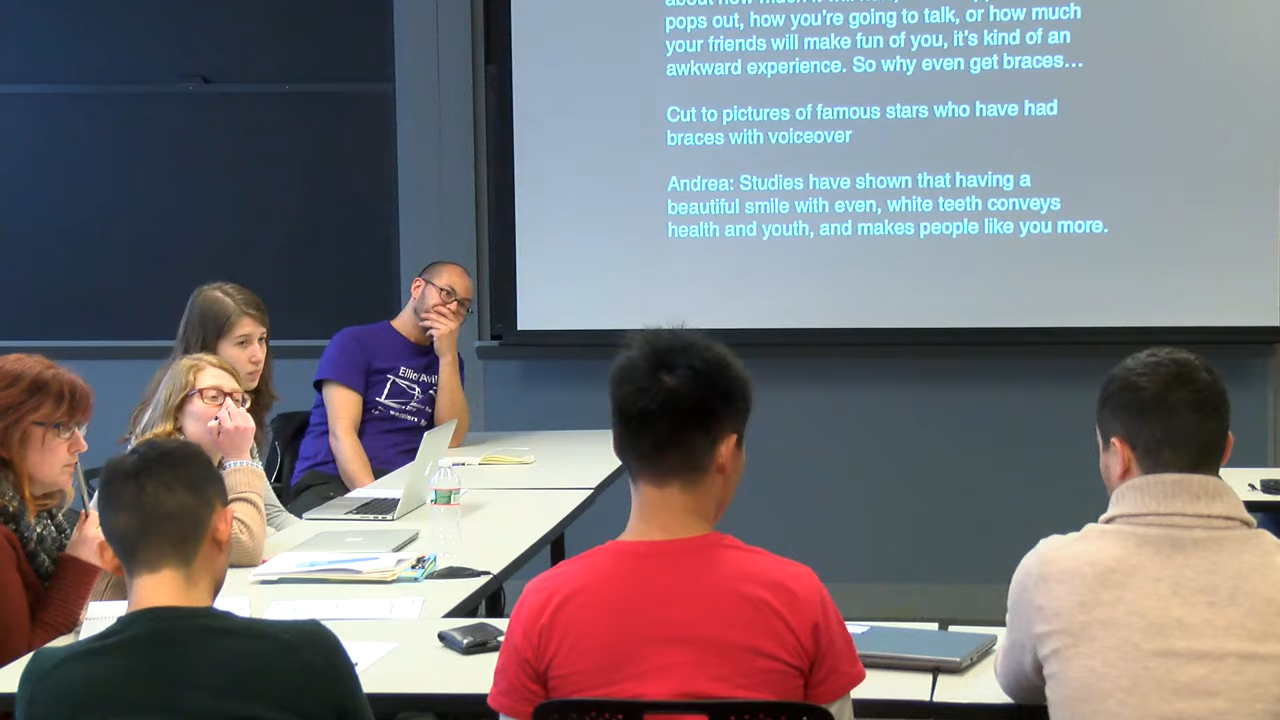 pops out, how you're going to talk, or how much
your friends will make fun of you, it's kind of an
awkward experience. So why even get braces...
Cut to pictures of famous stars who have had
braces with voiceover
Andrea: Studies have shown that having a
beautiful smile with even, white teeth conveys
health and youth, and makes people like you more.